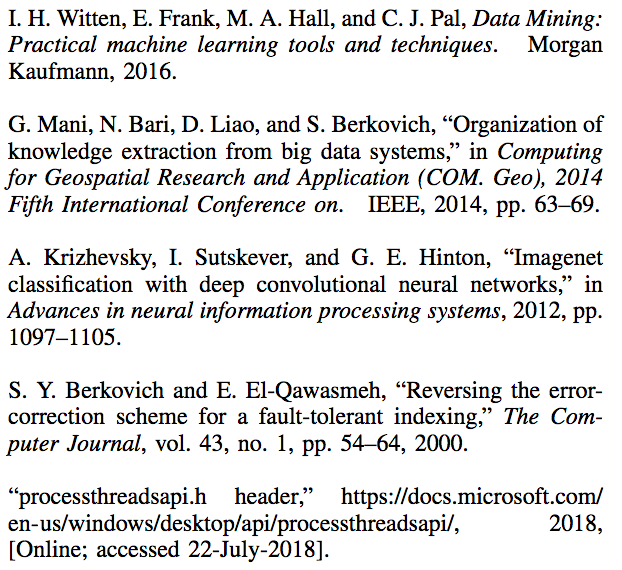 I. H. Witten, E. Frank, M. A. Hall, and C. J. Pal, Data Mining:
Practical machine learning tools and techniques. Morgan
Kaufmann, 2016.
G. Mani, N. Bari, D. Liao, and S. Berkovich, “Organization of
knowledge extraction from big data systems,” in Computing
for Geospatial Research and Application (COM. Geo), 2014
Fifth International Conference on. IEEE, 2014, pp. 63–69.
A. Krizhevsky, I. Sutskever, and G. E. Hinton, “Imagenet
classification with deep convolutional neural networks,” in
Advances in neural information processing systems, 2012, pp.
1097–1105.
S. Y. Berkovich and E. El-Qawasmeh, “Reversing the error-
correction scheme for a fault-tolerant indexing,” The Com-
puter Journal, vol. 43, no. 1, pp. 54–64, 2000.
“processthreadsapi.h header,” https://docs.microsoft.com/
en-us/windows/desktop/api/processthreadsapi/, 2018,
[Online; accessed 22-July-2018].